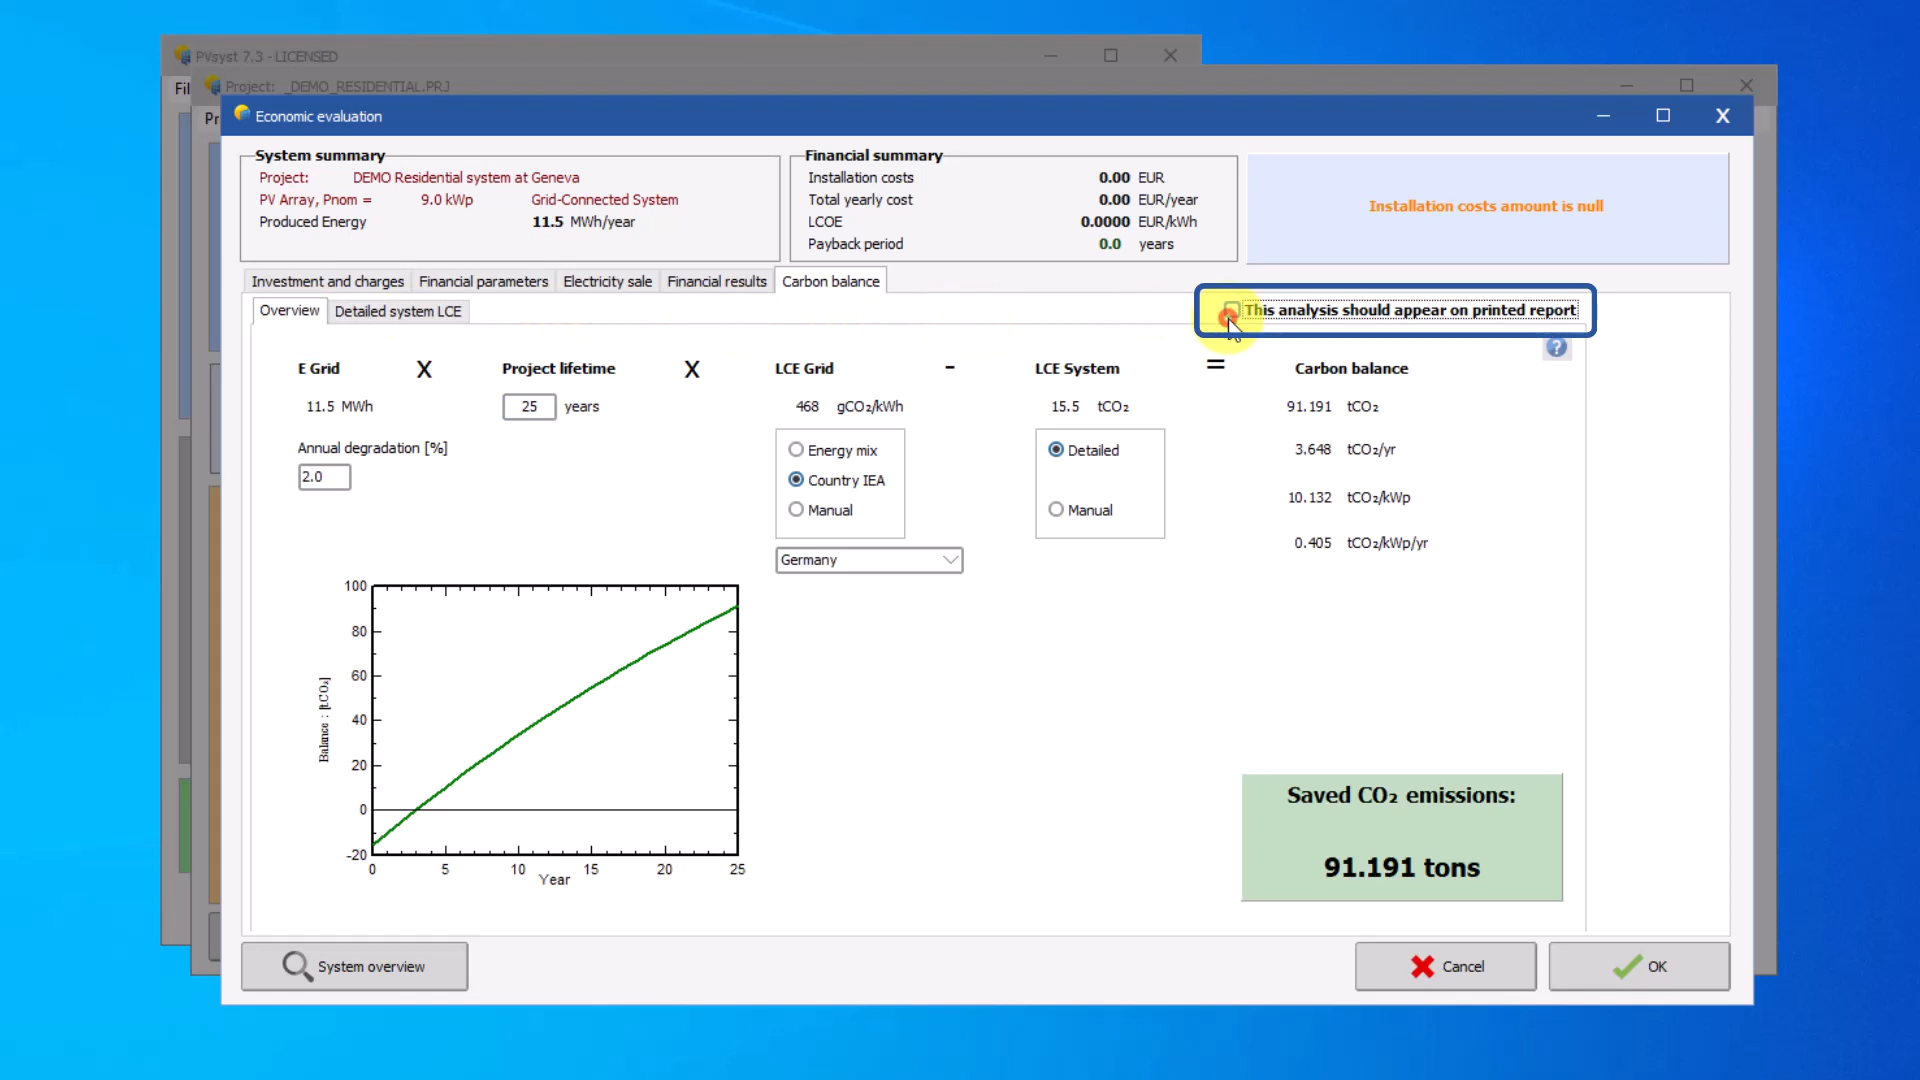 PVsyst 7.3 - LICENSED
Fil
Project: _DEMO_RESIDENTIAL.PRJ
Pr
Economic evaluation
System summary
Project: DEMO Residential system at Geneva
PV Array, Pnom = 9.0 kWp Grid-Connected System
Produced Energy 11.5 MWh/year
Financial summary
Installation costs 0.00 EUR
Total yearly cost 0.00 EUR/year
LCOE 0.0000 EUR/kWh
Payback period 0.0 years
Installation costs amount is null
Investment and charges Financial parameters Electricity sale Financial results Carbon balance
Overview Detailed system LCE
This analysis should appear on printed report
?
E Grid X Project lifetime X LCE Grid - LCE System = Carbon balance
11.5 MWh 25 years 468 gCO₂/kWh 15.5 tCO₂ 91.191 tCO₂
Annual degradation [%]
2.0
Energy mix
Country IEA
Manual
Germany
Detailed
Manual
3.648 tCO₂/yr
10.132 tCO₂/kWp
0.405 tCO₂/kWp/yr
100
80
60
40
20
0
-20
Balance : [tCO₂]
0 5 10 15 20 25
Year
Saved CO₂ emissions:
91.191 tons
System overview
Cancel
OK